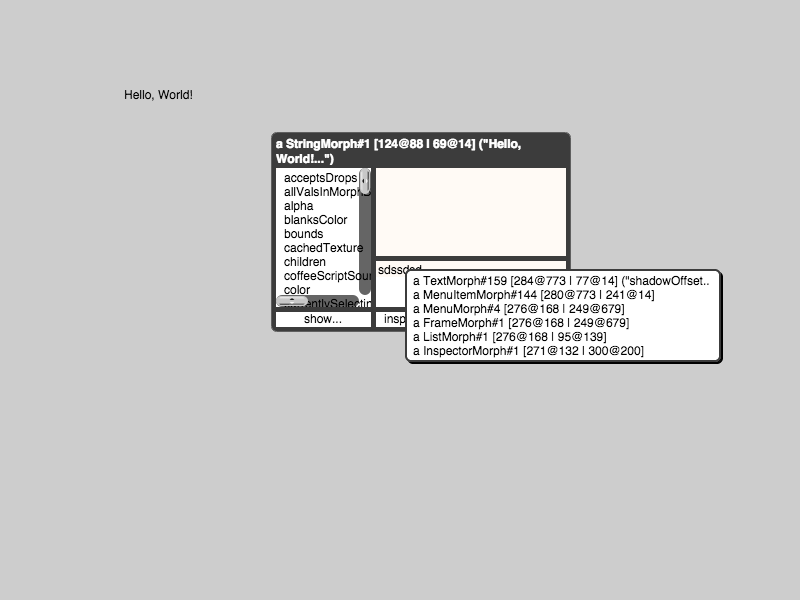 Hello, World!
a StringMorph#1 [124@88 | 69@14] ("Hello,
World!...")
acceptsDrops
allValsInMorph
alpha
blanksColor
bounds
cachedTexture
children
coffeeScriptSour
color
show...
sdssdsd
insp
a TextMorph#159 [284@773 | 77@14] ("shadowOffset..
a MenuItemMorph#144 [280@773 | 241@14]
a MenuMorph#4 [276@168 | 249@679]
a FrameMorph#1 [276@168 | 249@679]
a ListMorph#1 [276@168 | 95@139]
a InspectorMorph#1 [271@132 | 300@200]